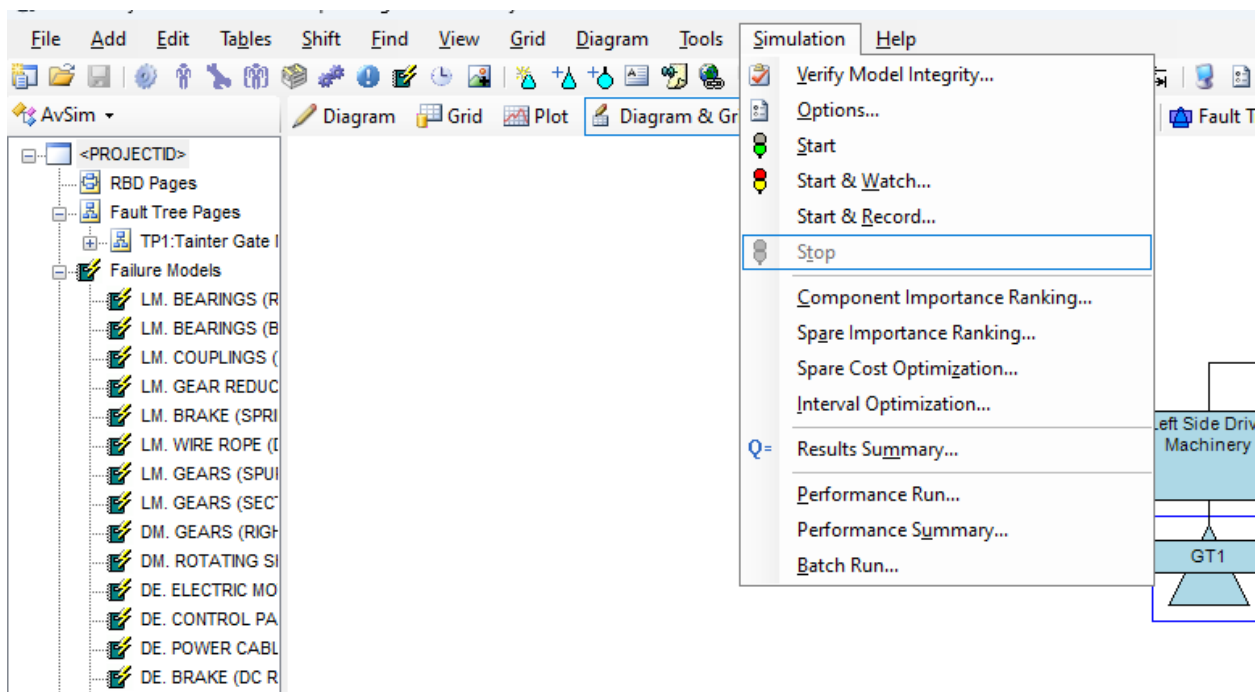 File Add Edit Tables Shift Find View Grid Diagram Tools Simulation Help
AvSim
Diagram Grid Plot Diagram & Gr
Fault T
<PROJECTID>
RBD Pages
Fault Tree Pages
TP1:Tainter Gate
Failure Models
LM. BEARINGS (R
LM. BEARINGS (B
LM. COUPLINGS (
LM. GEAR REDUC
LM. BRAKE (SPRI
LM. WIRE ROPE (
LM. GEARS (SPU
LM. GEARS (SEC
DM. GEARS (RIGH
DM. ROTATING S
DE. ELECTRIC MO
DE. CONTROL PA
DE. POWER CABL
DE. BRAKE (DC R
Verify Model Integrity...
Options...
Start
Start & Watch...
Start & Record...
Stop
Component Importance Ranking...
Spare Importance Ranking...
Spare Cost Optimization...
Interval Optimization...
Q= Results Summary...
Performance Run...
Performance Summary...
Batch Run...
Left Side Driv
Machinery
GT1